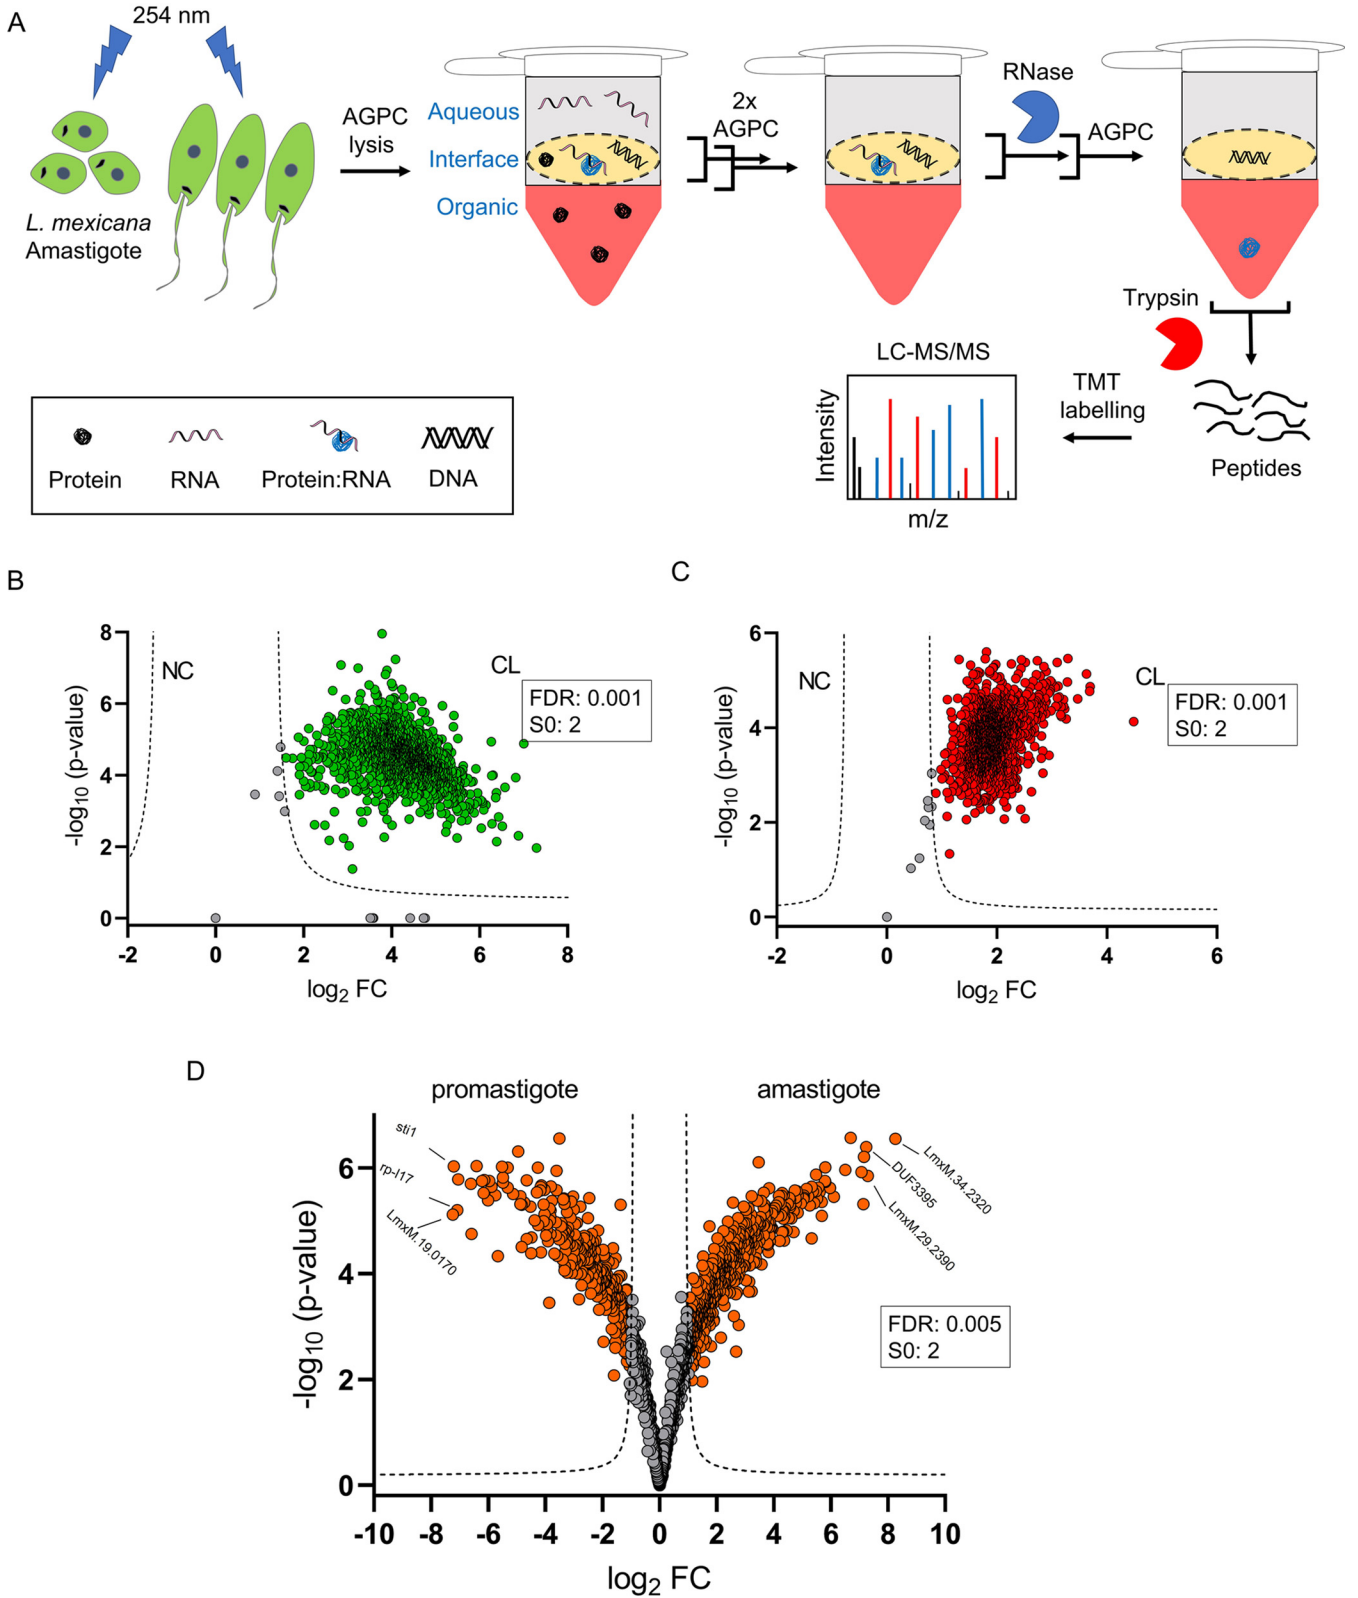 A
254 nm
L. mexicana
Amastigote
AGPC
lysis
Aqueous
Interface
Organic
2x
AGPC
RNase
AGPC
Trypsin
Peptides
TMT
labelling
LC-MS/MS
Intensity
m/z
Protein
RNA
Protein:RNA
DNA
B
NC
CL
FDR: 0.001
S0: 2
8
6
4
2
0
-log10 (p-value)
-2
0
2
4
6
8
log2 FC
C
NC
CL
FDR: 0.001
S0: 2
6
4
2
0
-log10 (p-value)
-2
0
2
4
6
log2 FC
D
promastigote
amastigote
sti1
rp-l17
LmxM.19.0170
LmxM.34.2320
DUF3395
LmxM.29.2390
FDR: 0.005
S0: 2
6
4
2
0
-log10 (p-value)
-10
-8
-6
-4
-2
0
2
4
6
8
10
log2 FC